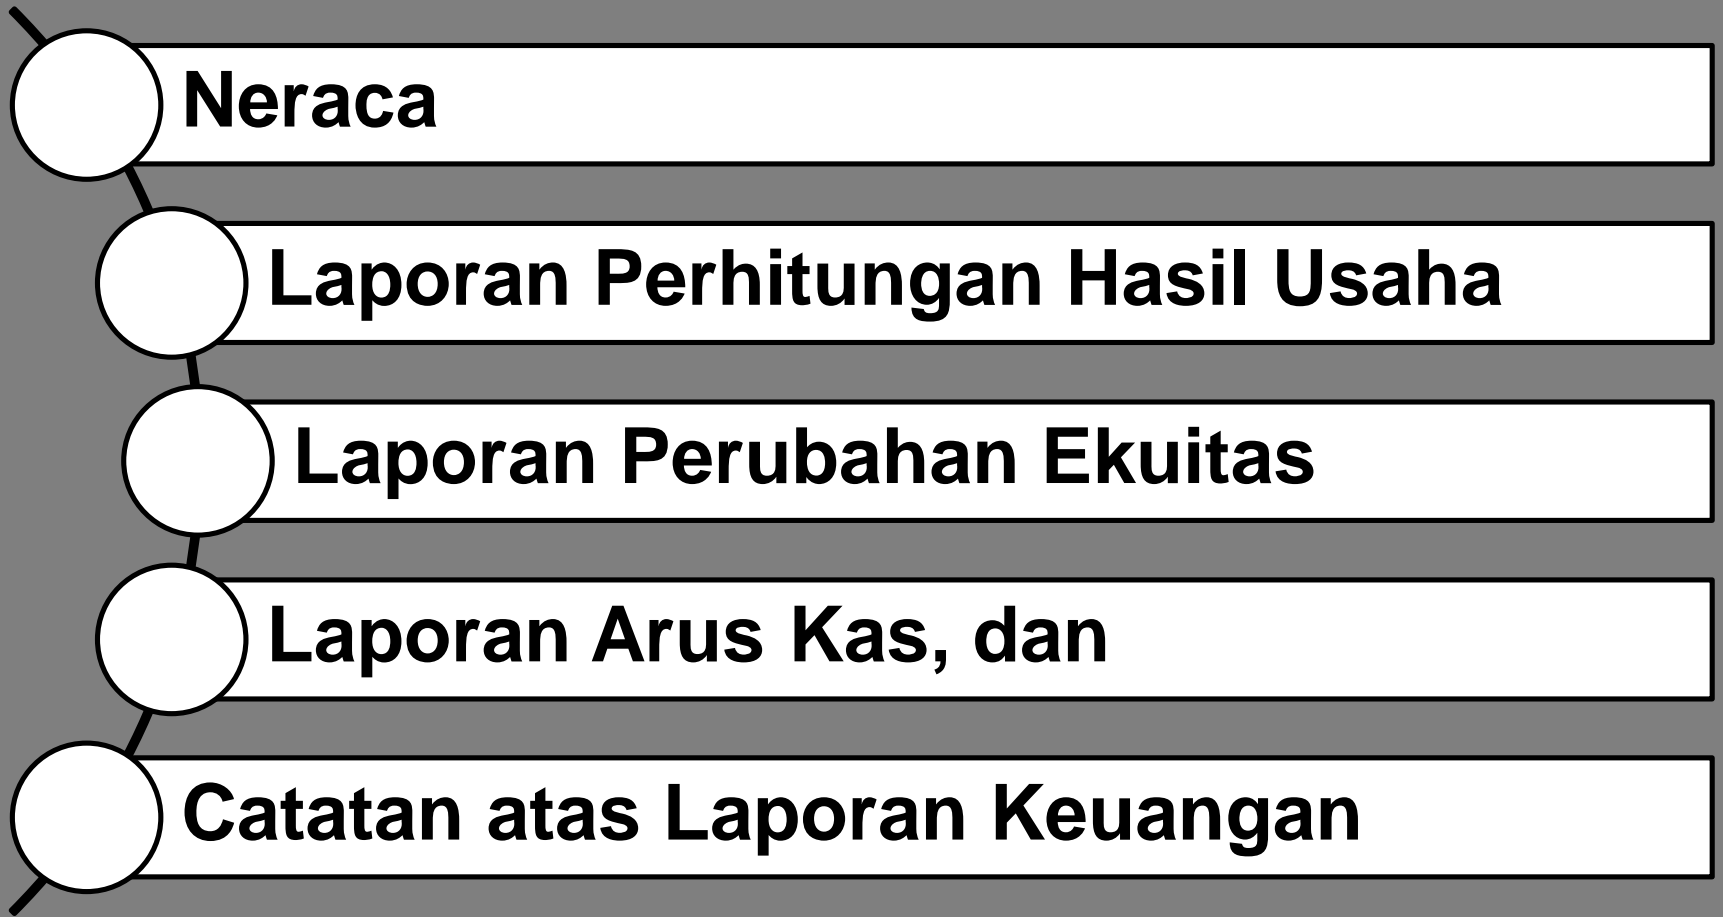 Neraca
Laporan Perhitungan Hasil Usaha
Laporan Perubahan Ekuitas
Laporan Arus Kas, dan
Catatan atas Laporan Keuangan